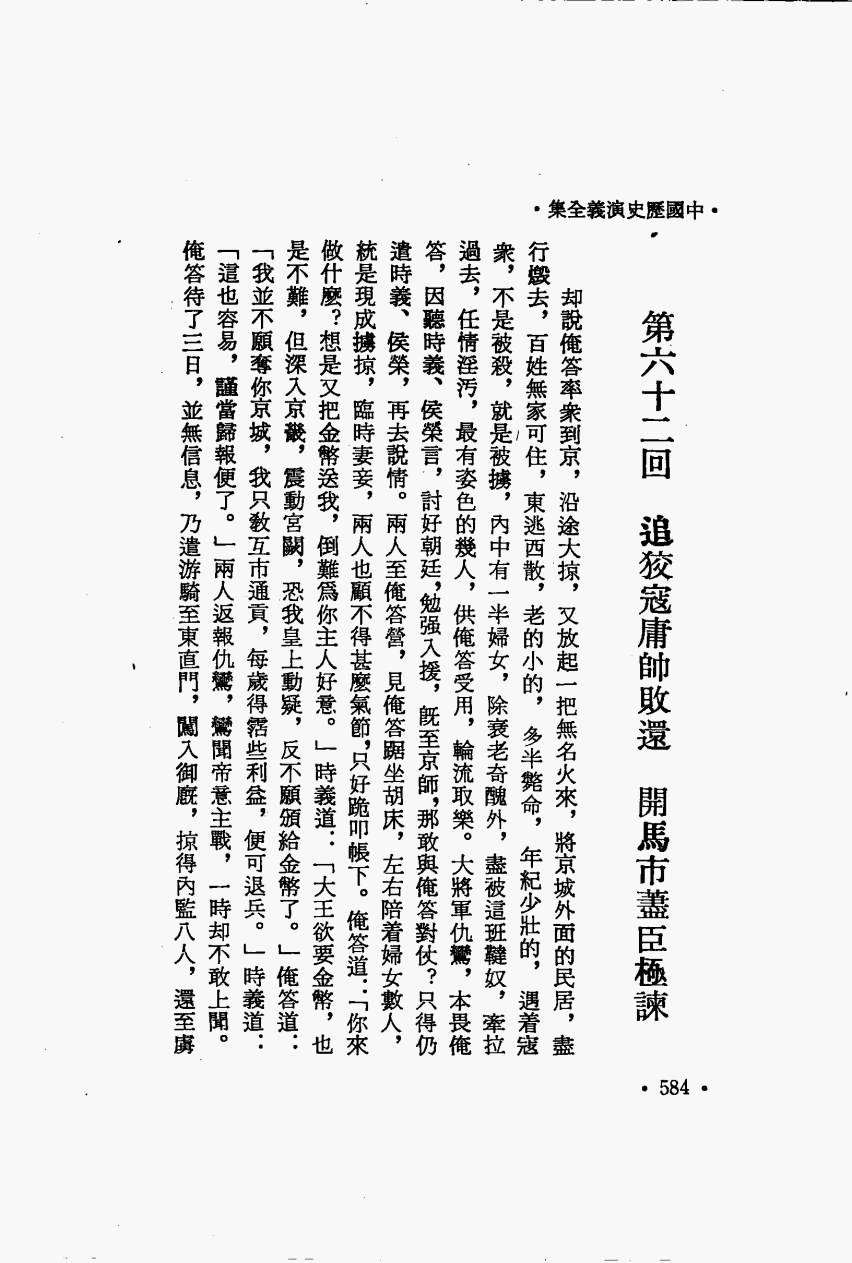 •中國歷史演義全集•
第六十二回　追狡寇庸帥敗還　開馬市藎臣極諫
却說俺答率衆到京，沿途大掠，又放起一把無名火來，將京城外面的民居，盡
行燬去，百姓無家可住，東逃西散，老的小的，多半斃命，年紀少壯的，遇着寇
衆，不是被殺，就是被擄，內中有一半婦女，除衰老奇醜外，盡被這班韃奴，牽拉
過去，任情淫汚，最有姿色的幾人，供俺答受用，輪流取樂。大將軍仇鸞，本畏俺
答，因聽時義、侯榮言，討好朝廷，勉强入援，旣至京師，那敢與俺答對仗？只得仍
遣時義、侯榮，再去說情。兩人至俺答營，見俺答踞坐胡床，左右陪着婦女數人，
統是現成擄掠，臨時妻妾，兩人也顧不得甚麼氣節，只好跪叩帳下。俺答道：「你來
做什麼？想是又把金幣送我，倒難爲你主人好意。」時義道：「大王欲要金幣，也
是不難，但深入京畿，震動宮闕，恐我皇上動疑，反不願頒給金幣了。」俺答道：
「我並不願奪你京城，我只敎互市通貢，每歲得霑些利益，便可退兵。」時義道：
「這也容易，謹當歸報便了。」兩人返報仇鸞，鸞聞帝意主戰，一時却不敢上聞。
俺答待了三日，並無信息，乃遣游騎至東直門，闖入御廐，掠得內監八人，還至虜
•584•